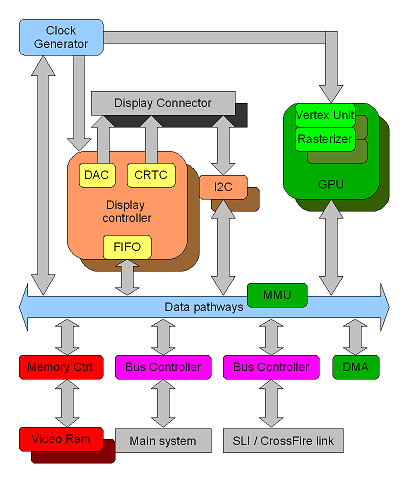 Clock
Generator
Display Connector
Vertex Unit
Rasterizer
DAC
CRTC
I2C
GPU
Display
controller
FIFO
MMU
Data pathways
Memory Ctrl.
Bus Controller
Bus Controller
DMA
Video Ram
Main system
SLI / CrossFire link